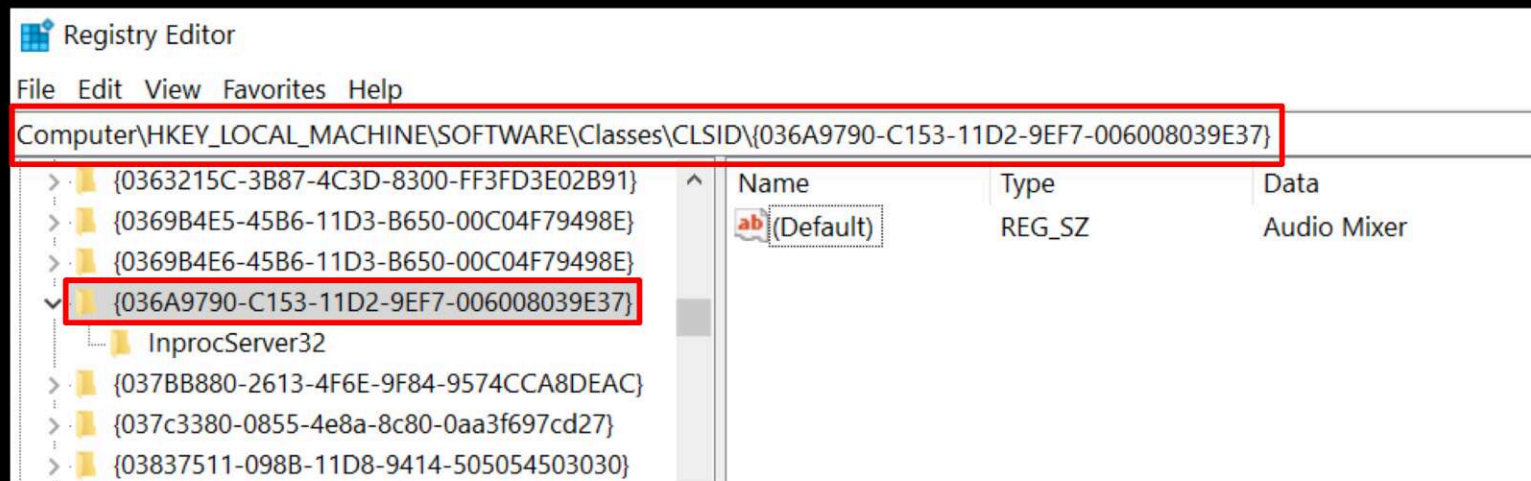 Registry Editor
File Edit View Favorites Help
Computer\HKEY_LOCAL_MACHINE\SOFTWARE\Classes\CLSID\{036A9790-C153-11D2-9EF7-006008039E37}
{0363215C-3B87-4C3D-8300-FF3FD3E02B91}
{0369B4E5-45B6-11D3-B650-00C04F79498E}
{0369B4E6-45B6-11D3-B650-00C04F79498E}
{036A9790-C153-11D2-9EF7-006008039E37}
InprocServer32
{037BB880-2613-4F6E-9F84-9574CCA8DEAC}
{037c3380-0855-4e8a-8c80-0aa3f697cd27}
{03837511-098B-11D8-9414-505054503030}
Name Type Data
ab (Default) REG_SZ Audio Mixer